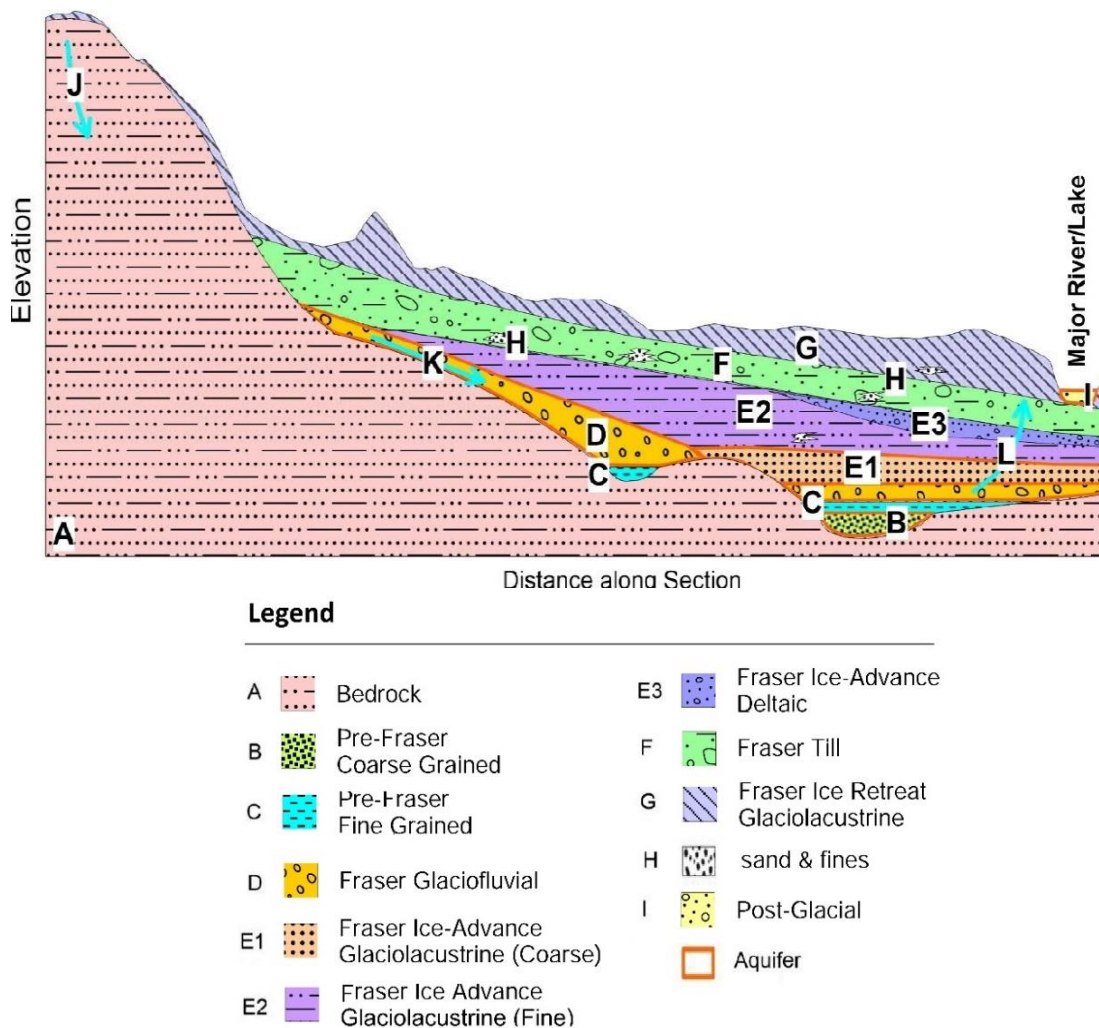 J
Elevation
Major River/Lake
K
H
F
G
H
I
D
E2
E3
C
E1
L
C
B
A
Distance along Section
Legend
A Bedrock
B Pre-Fraser
Coarse Grained
C Pre-Fraser
Fine Grained
D Fraser Glaciofluvial
E1 Fraser Ice-Advance
Glaciolacustrine (Coarse)
E2 Fraser Ice Advance
Glaciolacustrine (Fine)
E3 Fraser Ice-Advance
Deltaic
F Fraser Till
G Fraser Ice Retreat
Glaciolacustrine
H sand & fines
I Post-Glacial
Aquifer